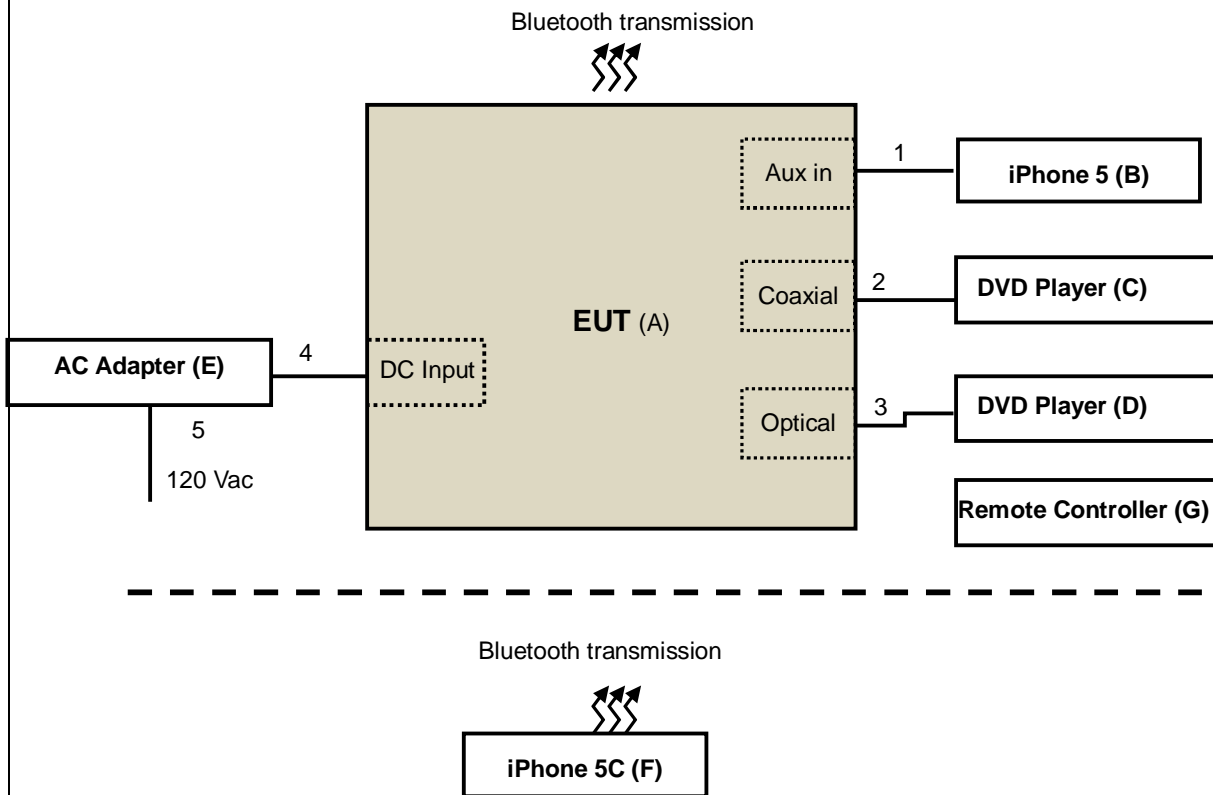 Bluetooth transmission
Aux in
1
iPhone 5 (B)
Coaxial
2
DVD Player (C)
EUT (A)
AC Adapter (E)
4
DC Input
Optical
3
DVD Player (D)
5
120 Vac
Remote Controller (G)
Bluetooth transmission
iPhone 5C (F)